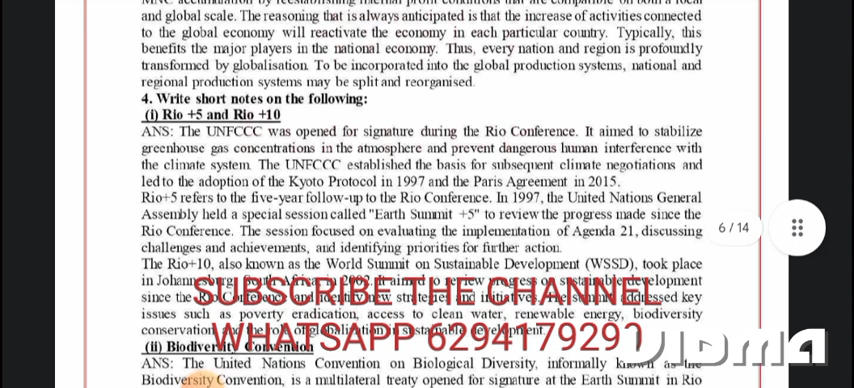 and global scale. The reasoning that is always anticipated is that the increase of activities connected
to the global economy will reactivate the economy in each particular country. Typically, this
benefits the major players in the national economy. Thus, every nation and region is profoundly
transformed by globalisation. To be incorporated into the global production systems, national and
regional production systems may be split and reorganised.
4. Write short notes on the following:
(i) Rio +5 and Rio +10
ANS: The UNFCCC was opened for signature during the Rio Conference. It aimed to stabilize
greenhouse gas concentrations in the atmosphere and prevent dangerous human interference with
the climate system. The UNFCCC established the basis for subsequent climate negotiations and
led to the adoption of the Kyoto Protocol in 1997 and the Paris Agreement in 2015.
Rio+5 refers to the five-year follow-up to the Rio Conference. In 1997, the United Nations General
Assembly held a special session called "Earth Summit +5" to review the progress made since the
Rio Conference. The session focused on evaluating the implementation of Agenda 21, discussing
challenges and achievements, and identifying priorities for further action.
6 / 14
The Rio+10, also known as the World Summit on Sustainable Development (WSSD), took place
in Johannesburg, South Africa in 2002. It aimed to review progress on sustainable development
SUBSCRIBE THE CHANNEL
since the Rio Conference and identify new strategies and initiatives. The summit addressed key
issues such as poverty eradication, access to clean water, renewable energy, biodiversity
conservation, and the role of globalization in sustainable development.
WHATSAPP 6294179292
(ii) Biodiversity Convention
VIDMA
ANS: The United Nations Convention on Biological Diversity, informally known as the
Biodiversity Convention, is a multilateral treaty opened for signature at the Earth Summit in Rio